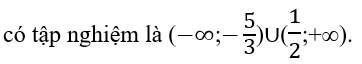 có tập nghiệm là (−∞;−5/3)∪(1/2;+∞).